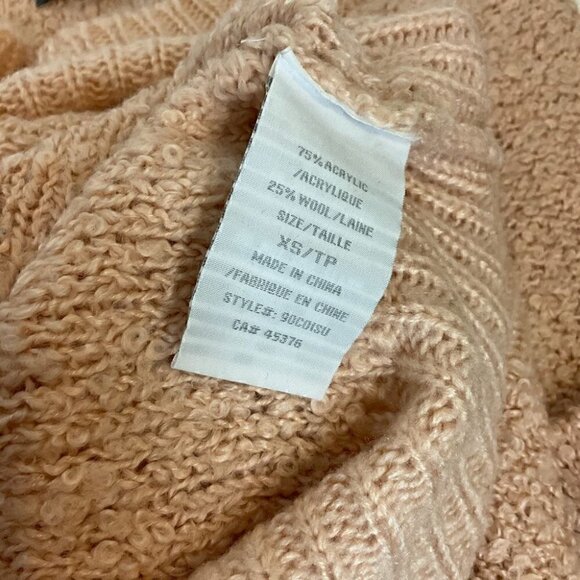 75% ACRYLIC
/ACRYLIQUE
25% WOOL/LAINE
SIZE/TAILLE
XS/TP
MADE IN CHINA
/FABRIQUE EN CHINE
STYLE#: 90COISU
CA# 45376